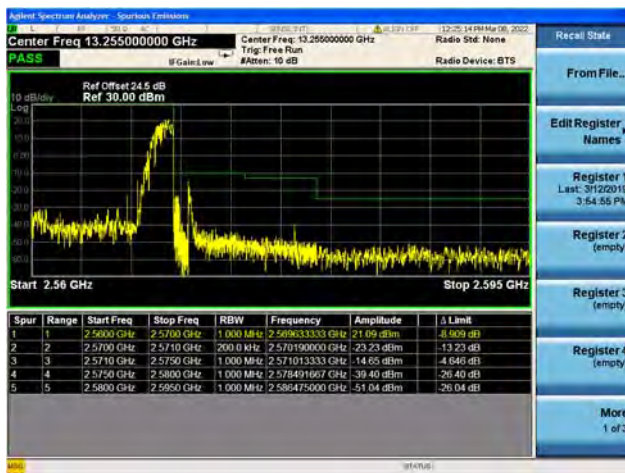 Agilent Spectrum Analyzer - Spurious Emissions
12:25:14 PM Mar 08, 2022
Center Freq 13.255000000 GHz
Center Freq: 13.255000000 GHz
Radio Std: None
Trig: Free Run
PASS
IFGain:Low
#Atten: 10 dB
Radio Device: BTS
Ref Offset 24.5 dB
10 dB/div
Ref 30.00 dBm
Log
Start 2.56 GHz
Stop 2.595 GHz
Spur Range Start Freq Stop Freq RBW Frequency Amplitude Δ Limit
1 1 2.5600 GHz 2.5700 GHz 1.000 MHz 2.569633333 GHz 21.09 dBm -8.909 dB
2 2 2.5700 GHz 2.5710 GHz 200.0 kHz 2.570190000 GHz -23.23 dBm -13.23 dB
3 3 2.5710 GHz 2.5750 GHz 1.000 MHz 2.571013333 GHz -14.65 dBm -4.646 dB
4 4 2.5750 GHz 2.5800 GHz 1.000 MHz 2.578491667 GHz -39.40 dBm -26.40 dB
5 5 2.5800 GHz 2.5950 GHz 1.000 MHz 2.586475000 GHz -51.04 dBm -26.04 dB
MSG
STATUS
Recall State
From File...
Edit Register
Names
Register 1
Last: 3/12/2019
3:54:55 PM
Register 2
(empty)
Register 3
(empty)
Register 4
(empty)
More
1 of 2